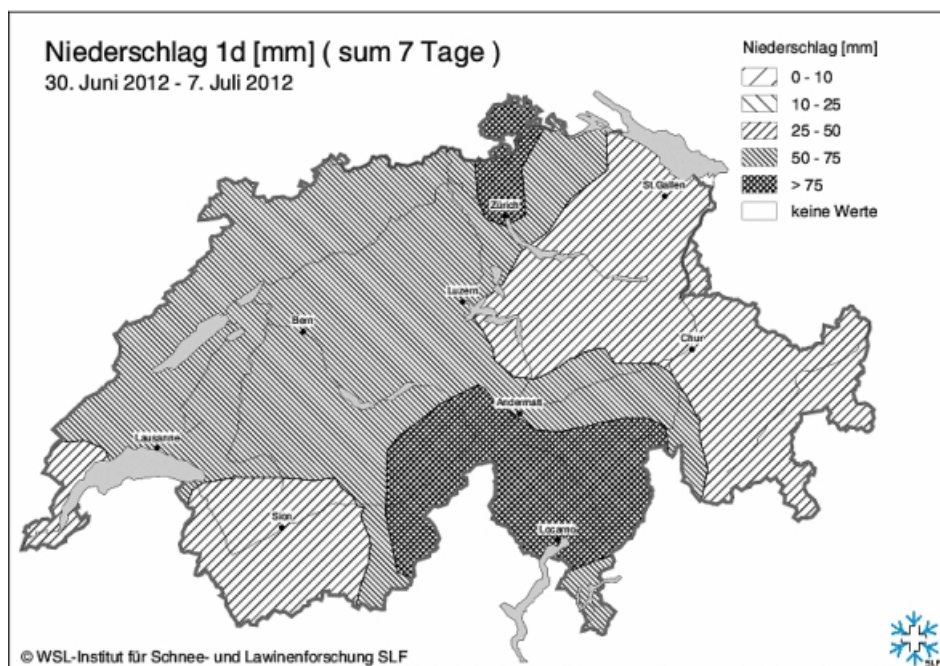 Niederschlag 1d [mm] ( sum 7 Tage )
30. Juni 2012 - 7. Juli 2012
Niederschlag [mm]
0 - 10
10 - 25
25 - 50
50 - 75
> 75
keine Werte
St.Gallen
Zürich
Luzern
Bern
Chur
Andermatt
Lausanne
Sion
Locarno
© WSL-Institut für Schnee- und Lawinenforschung SLF
SLF